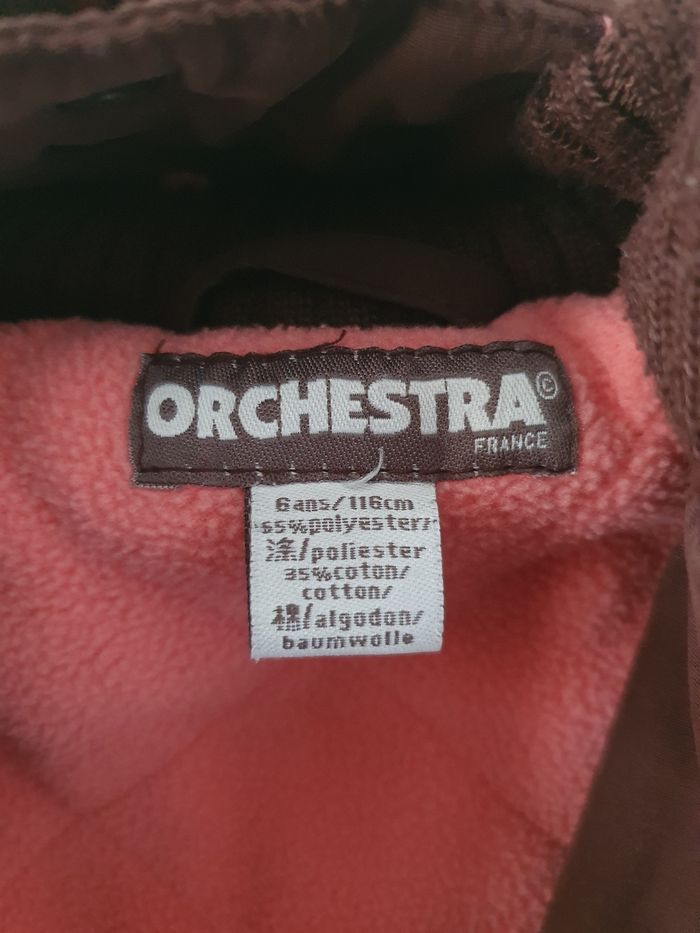 ORCHESTRA©
FRANCE
6ans/116cm
65%polyester/
涤/poliester
35%coton/
cotton/
棉/algodon/
baumwolle